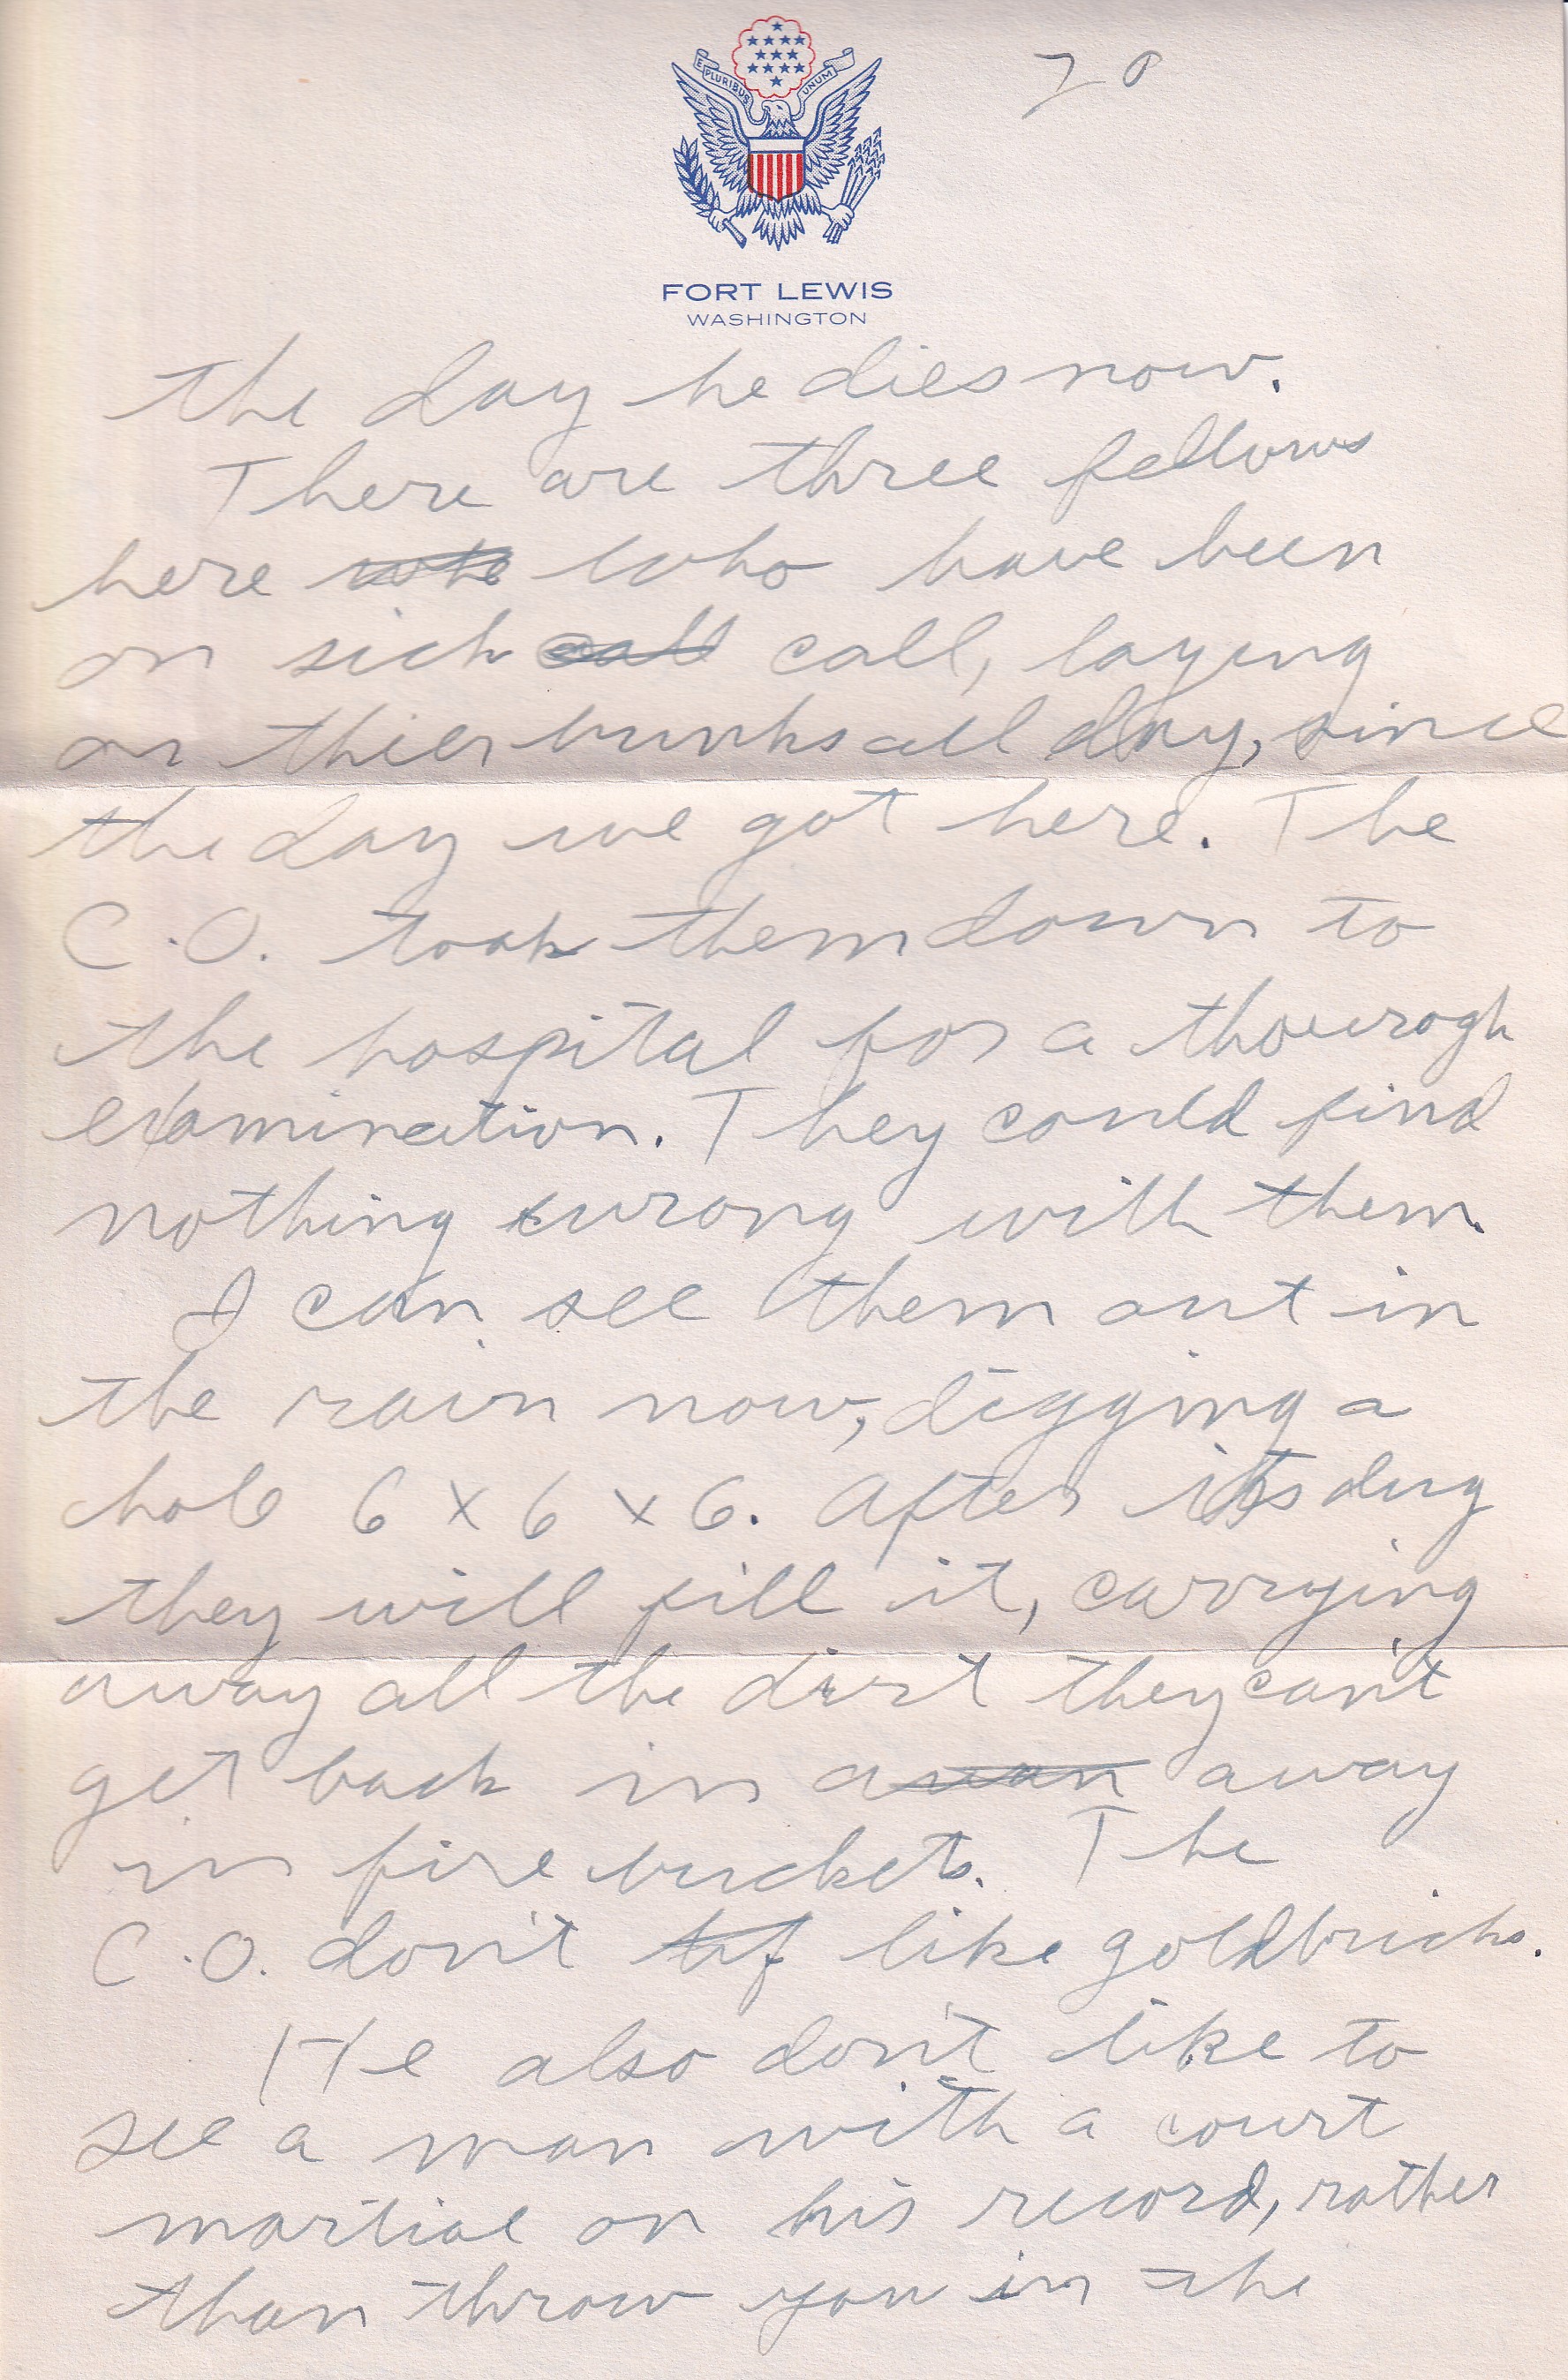 E PLURIBUS UNUM
20
FORT LEWIS
WASHINGTON
the day he dies now.
There are three fellows
here who have been
on sick call call, laying
on thier bunks all day, since
the day we got here. The
C.O. took them down to
the hospital for a thourogh
examination. They could find
nothing wrong with them.
I can see them out in
the rain now, digging a
hole 6 x 6 x 6. After its dug
they will fill it, carrying
away all the dirt they can't
get back in away
in fire buckets. The
C.O. don't like goldbricks.
He also don't like to
see a man with a court
martial on his record, rather
than throw you in the